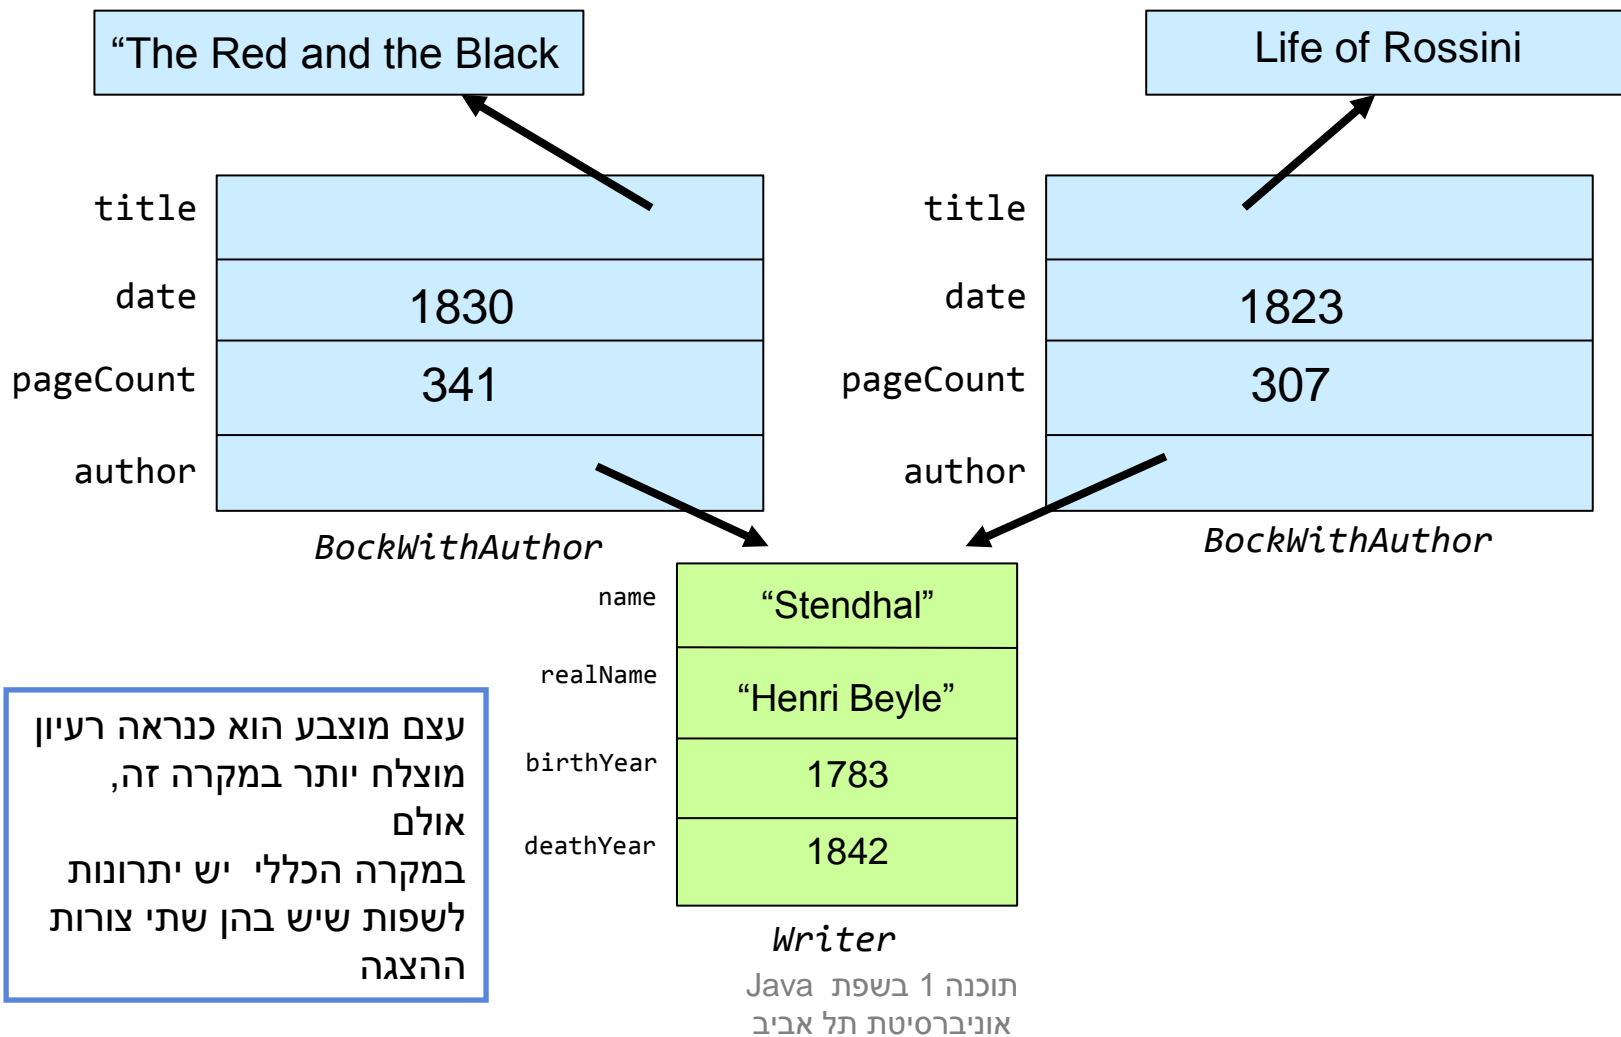 “The Red and the Black
Life of Rossini
title
title
date 1830
date 1823
pageCount 341
pageCount 307
author
author
BockWithAuthor
BockWithAuthor
name “Stendhal”
realName “Henri Beyle”
birthYear 1783
deathYear 1842
Writer
עצם מוצבע הוא כנראה רעיון
מוצלח יותר במקרה זה,
אולם
במקרה הכללי יש יתרונות
לשפות שיש בהן שתי צורות
ההצגה
תוכנה 1 בשפת Java
אוניברסיטת תל אביב